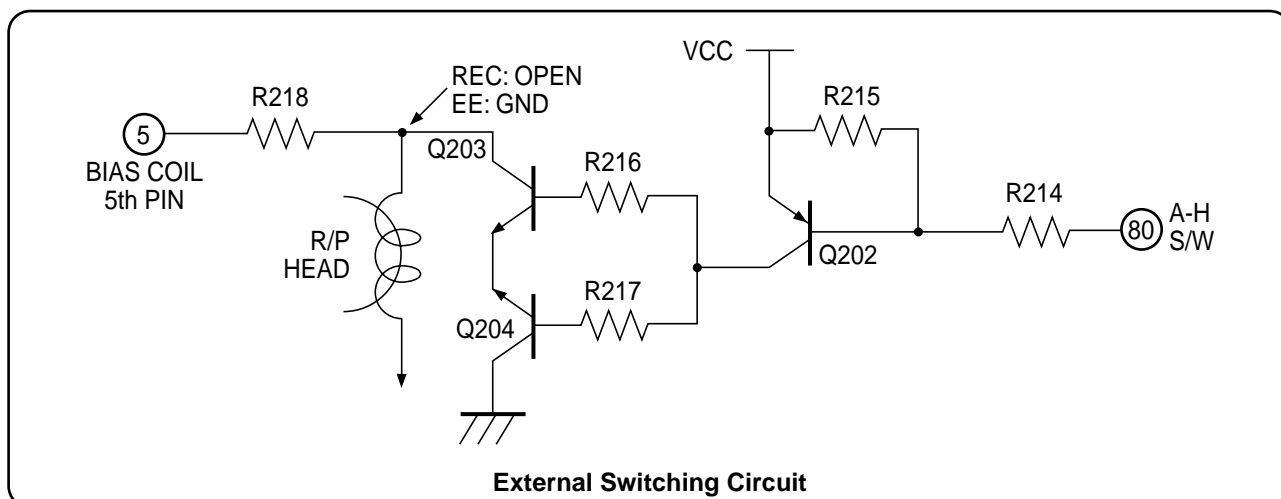 VCC
REC: OPEN
EE: GND
R215
R218
Q203
R216
5
BIAS COIL
5th PIN
R214
80
A-H
S/W
R/P
HEAD
Q202
R217
Q204
External Switching Circuit